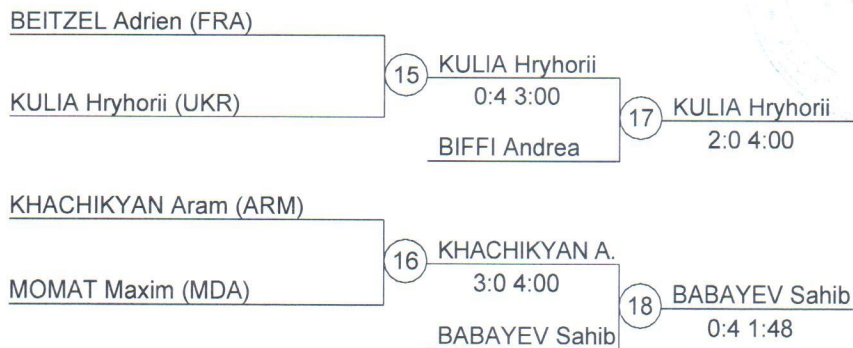 BEITZEL Adrien (FRA)
15
KULIA Hryhorii
KULIA Hryhorii (UKR)
0:4 3:00
17
KULIA Hryhorii
2:0 4:00
BIFFI Andrea
KHACHIKYAN Aram (ARM)
16
KHACHIKYAN A.
MOMAT Maxim (MDA)
3:0 4:00
18
BABAYEV Sahib
0:4 1:48
BABAYEV Sahib